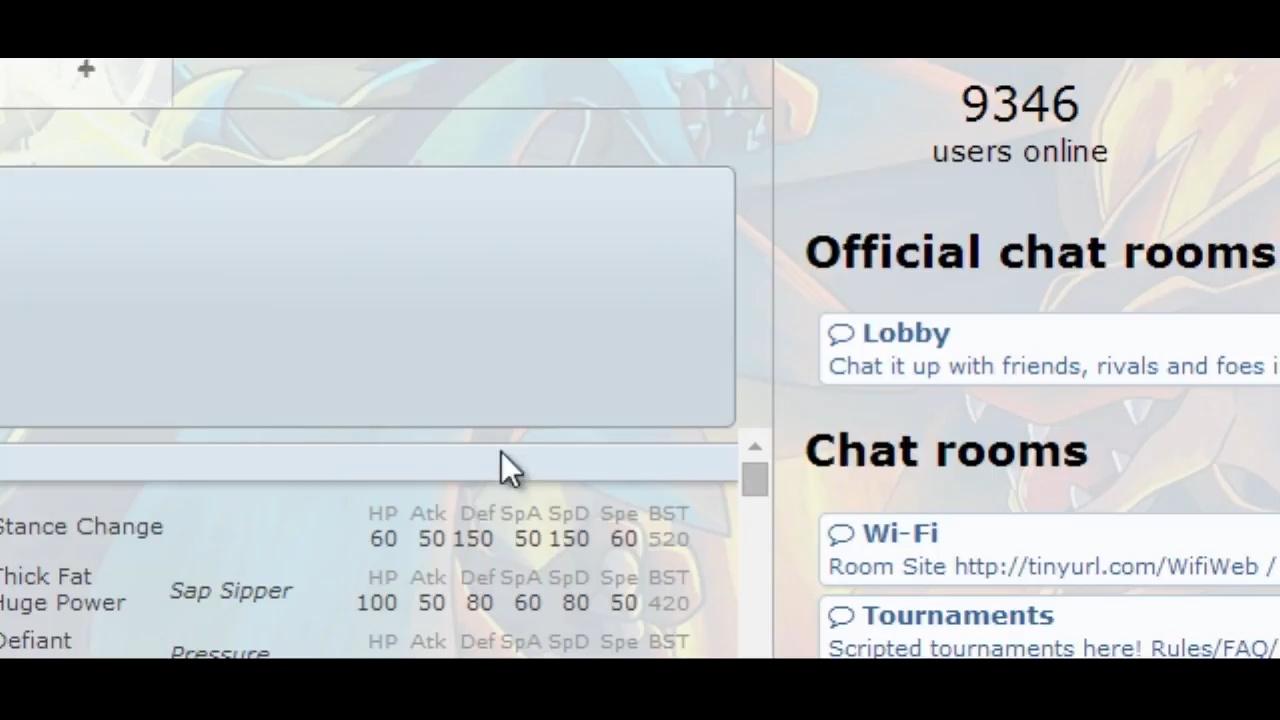 +
9346
users online
Official chat rooms
Lobby
Chat it up with friends, rivals and foes i
Chat rooms
Wi-Fi
Room Site http://tinyurl.com/WifiWeb /
Tournaments
Scripted tournaments here! Rules/FAQ/
HP Atk Def SpA SpD Spe BST
Stance Change 60 50 150 50 150 60 520
Thick Fat HP Atk Def SpA SpD Spe BST
Huge Power Sap Sipper 100 50 80 60 80 50 420
Defiant Pressure HP Atk Def SpA SpD Spe BST